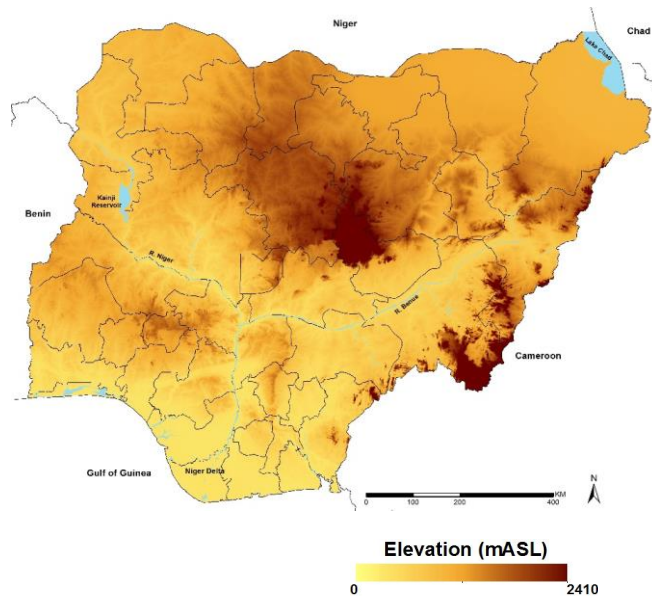 Niger
Chad
Lake Chad
Kainji
Reservoir
Benin
R. Niger
R. Benue
Cameroon
Gulf of Guinea
Niger Delta
N
0 100 200 400
KM
Elevation (mASL)
0 2410